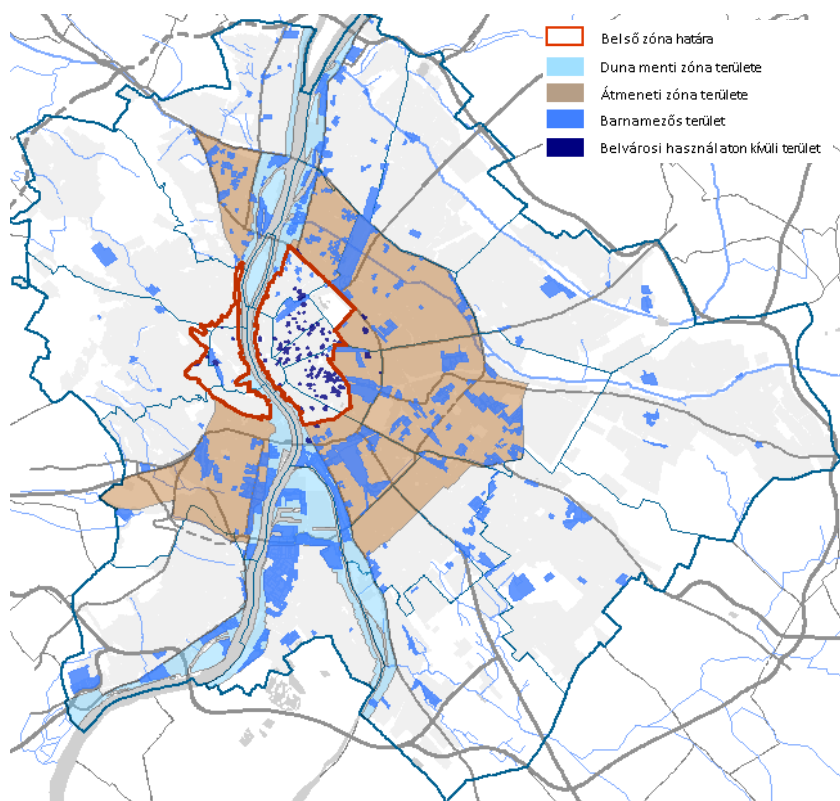 Belső zóna határa
Duna menti zóna területe
Átmeneti zóna területe
Barnamezős terület
Belvárosi használaton kívüli terület